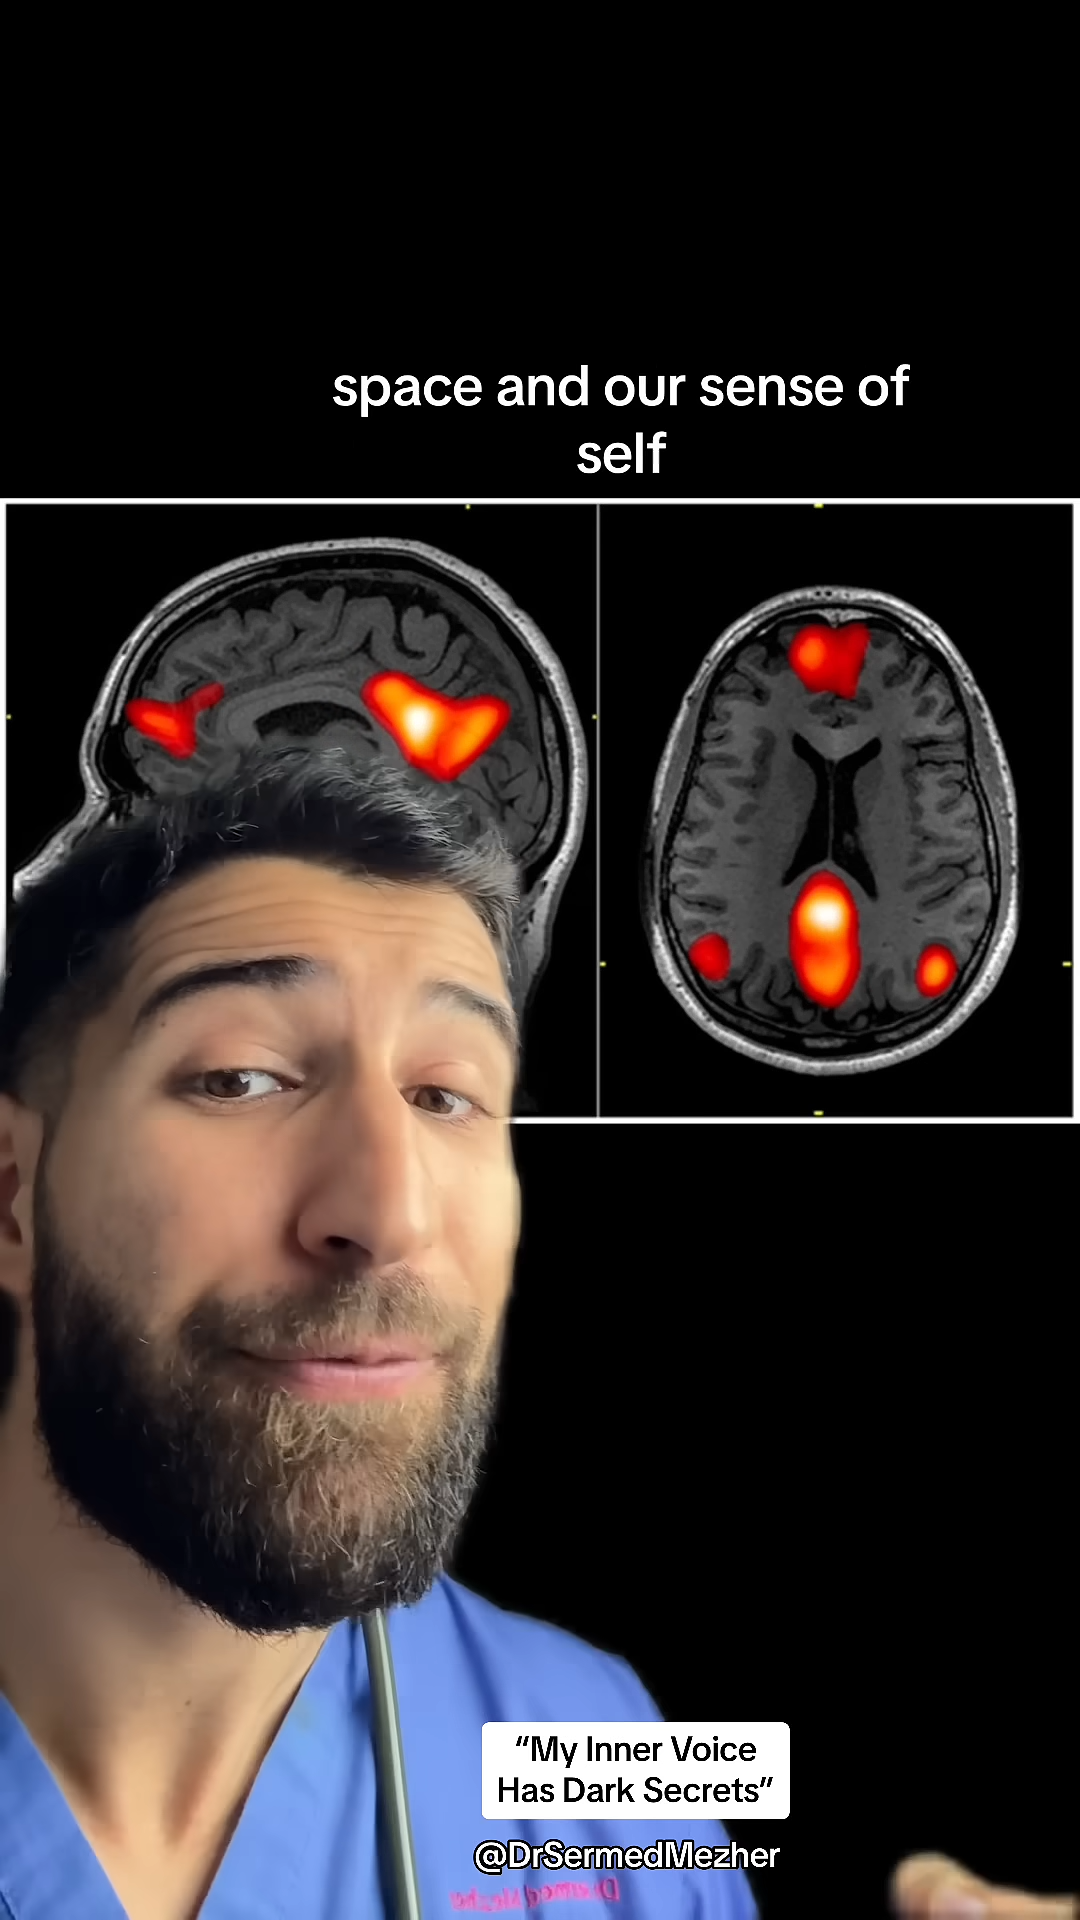 space and our sense of
self
“My Inner Voice
Has Dark Secrets”
@DrSermedMezher